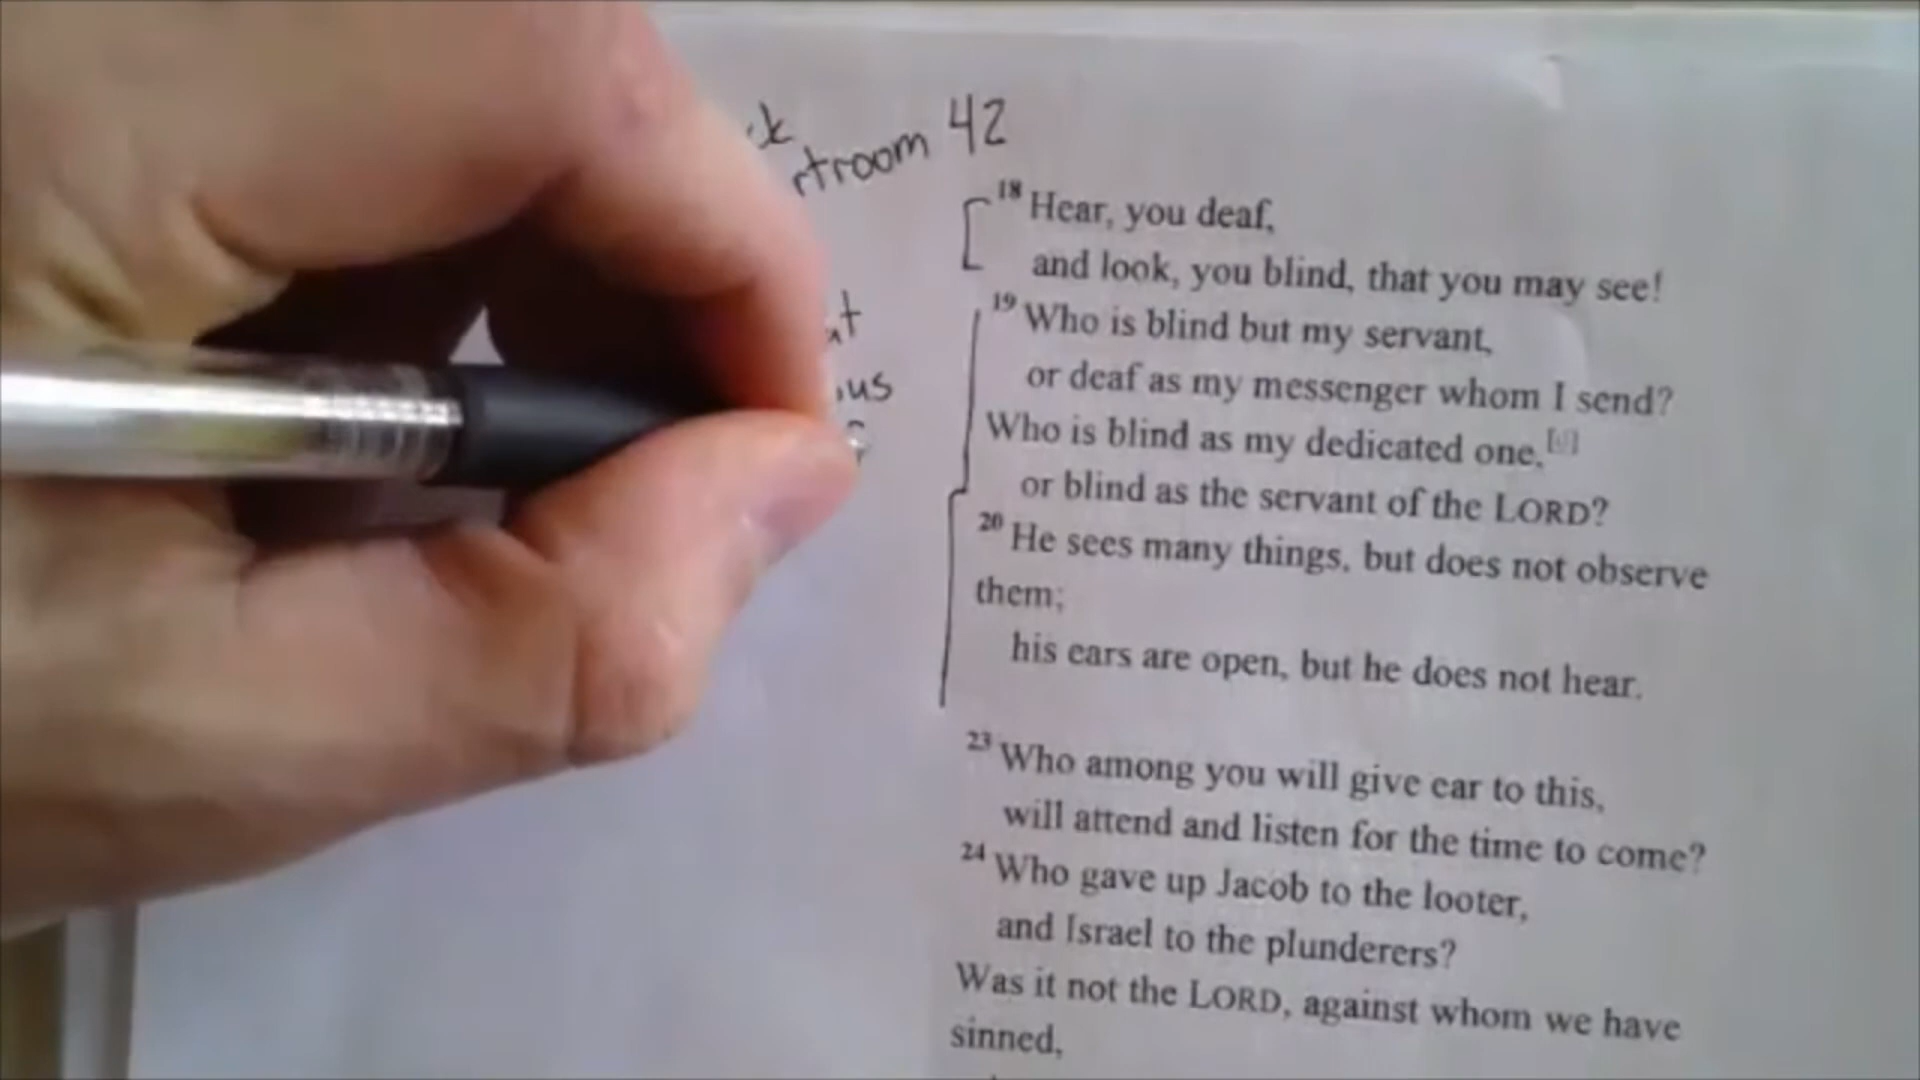 42
18 Hear, you deaf,
and look, you blind, that you may see!
19 Who is blind but my servant,
or deaf as my messenger whom I send?
Who is blind as my dedicated one,
or blind as the servant of the LORD?
20 He sees many things, but does not observe
them;
his ears are open, but he does not hear.
23 Who among you will give ear to this,
will attend and listen for the time to come?
24 Who gave up Jacob to the looter,
and Israel to the plunderers?
Was it not the LORD, against whom we have
sinned,